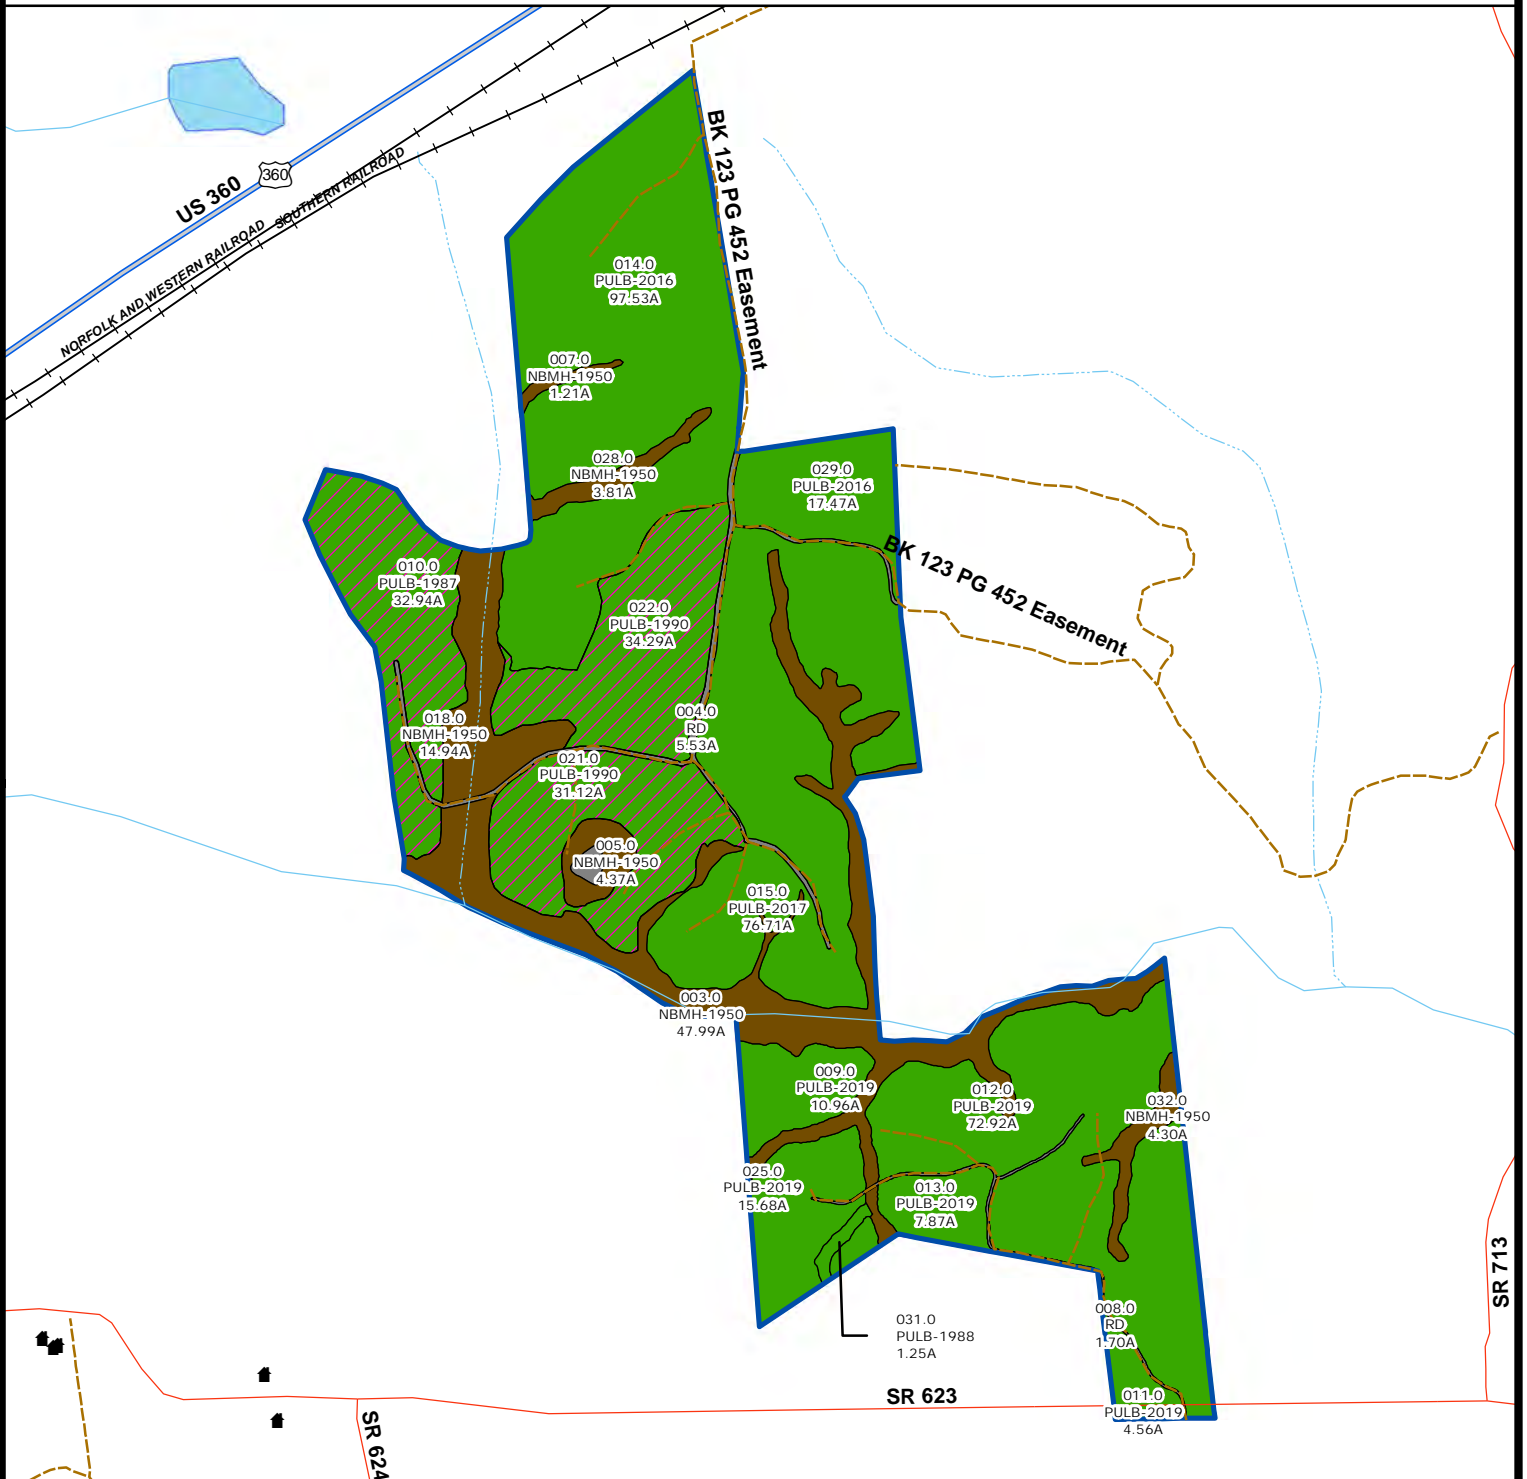 US 360
360
NORFOLK AND WESTERN RAILROAD
SOUTHERN RAILROAD
BK 123 PG 452 Easement
014.0
PULB-2016
97.53A
007.0
NBMH-1950
1.21A
028.0
NBMH-1950
3.81A
029.0
PULB-2016
17.47A
BK 123 PG 452 Easement
010.0
PULB-1987
32.94A
022.0
PULB-1990
34.29A
018.0
NBMH-1950
14.94A
004.0
RD
5.53A
021.0
PULB-1990
31.12A
005.0
NBMH-1950
4.37A
015.0
PULB-2017
76.71A
003.0
NBMH-1950
47.99A
009.0
PULB-2019
10.96A
012.0
PULB-2019
72.92A
032.0
NBMH-1950
4.30A
025.0
PULB-2019
15.68A
013.0
PULB-2019
7.87A
031.0
PULB-1988
1.25A
008.0
RD
1.70A
011.0
PULB-2019
4.56A
SR 713
SR 623
SR 624